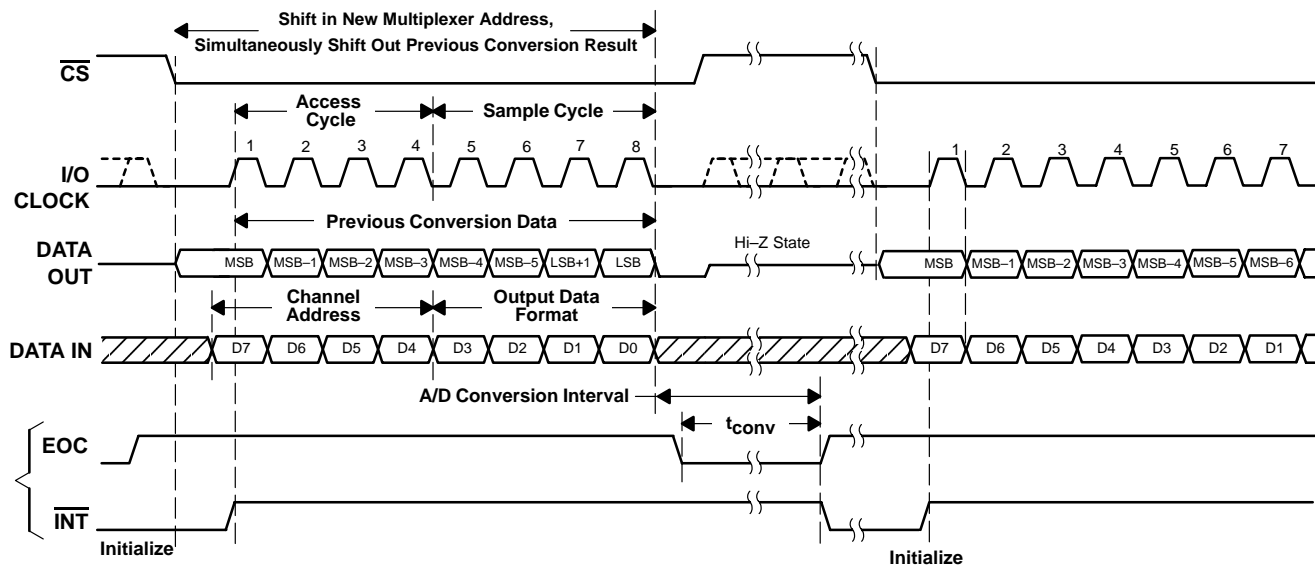 Shift in New Multiplexer Address,
Simultaneously Shift Out Previous Conversion Result
CS
Access
Cycle
Sample Cycle
1 2 3 4 5 6 7 8 1 2 3 4 5 6 7
I/O
CLOCK
Previous Conversion Data
DATA
OUT
MSB MSB–1 MSB–2 MSB–3 MSB–4 MSB–5 LSB+1 LSB Hi–Z State MSB MSB–1 MSB–2 MSB–3 MSB–4 MSB–5 MSB–6
Channel
Address
Output Data
Format
DATA IN D7 D6 D5 D4 D3 D2 D1 D0 D7 D6 D5 D4 D3 D2 D1
A/D Conversion Interval
tconv
EOC
INT
Initialize
Initialize